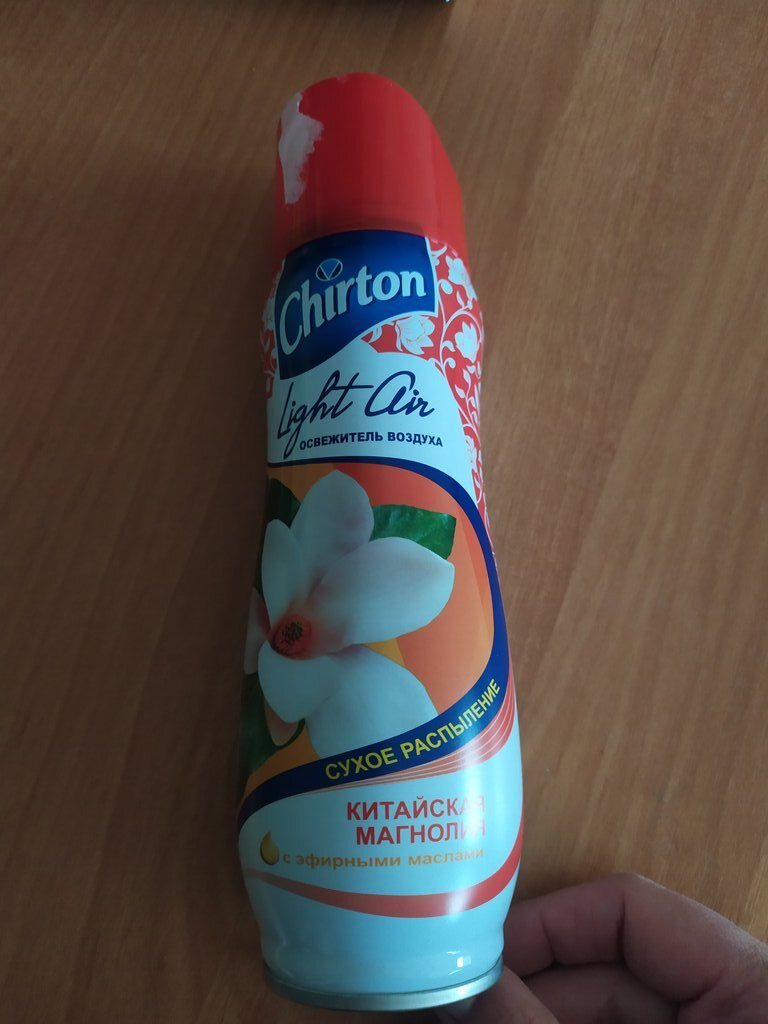 Chirton
Light Air
ОСВЕЖИТЕЛЬ ВОЗДУХА
СУХОЕ РАСПЫЛЕНИЕ
КИТАЙСКАЯ
МАГНОЛИЯ
с эфирными маслами